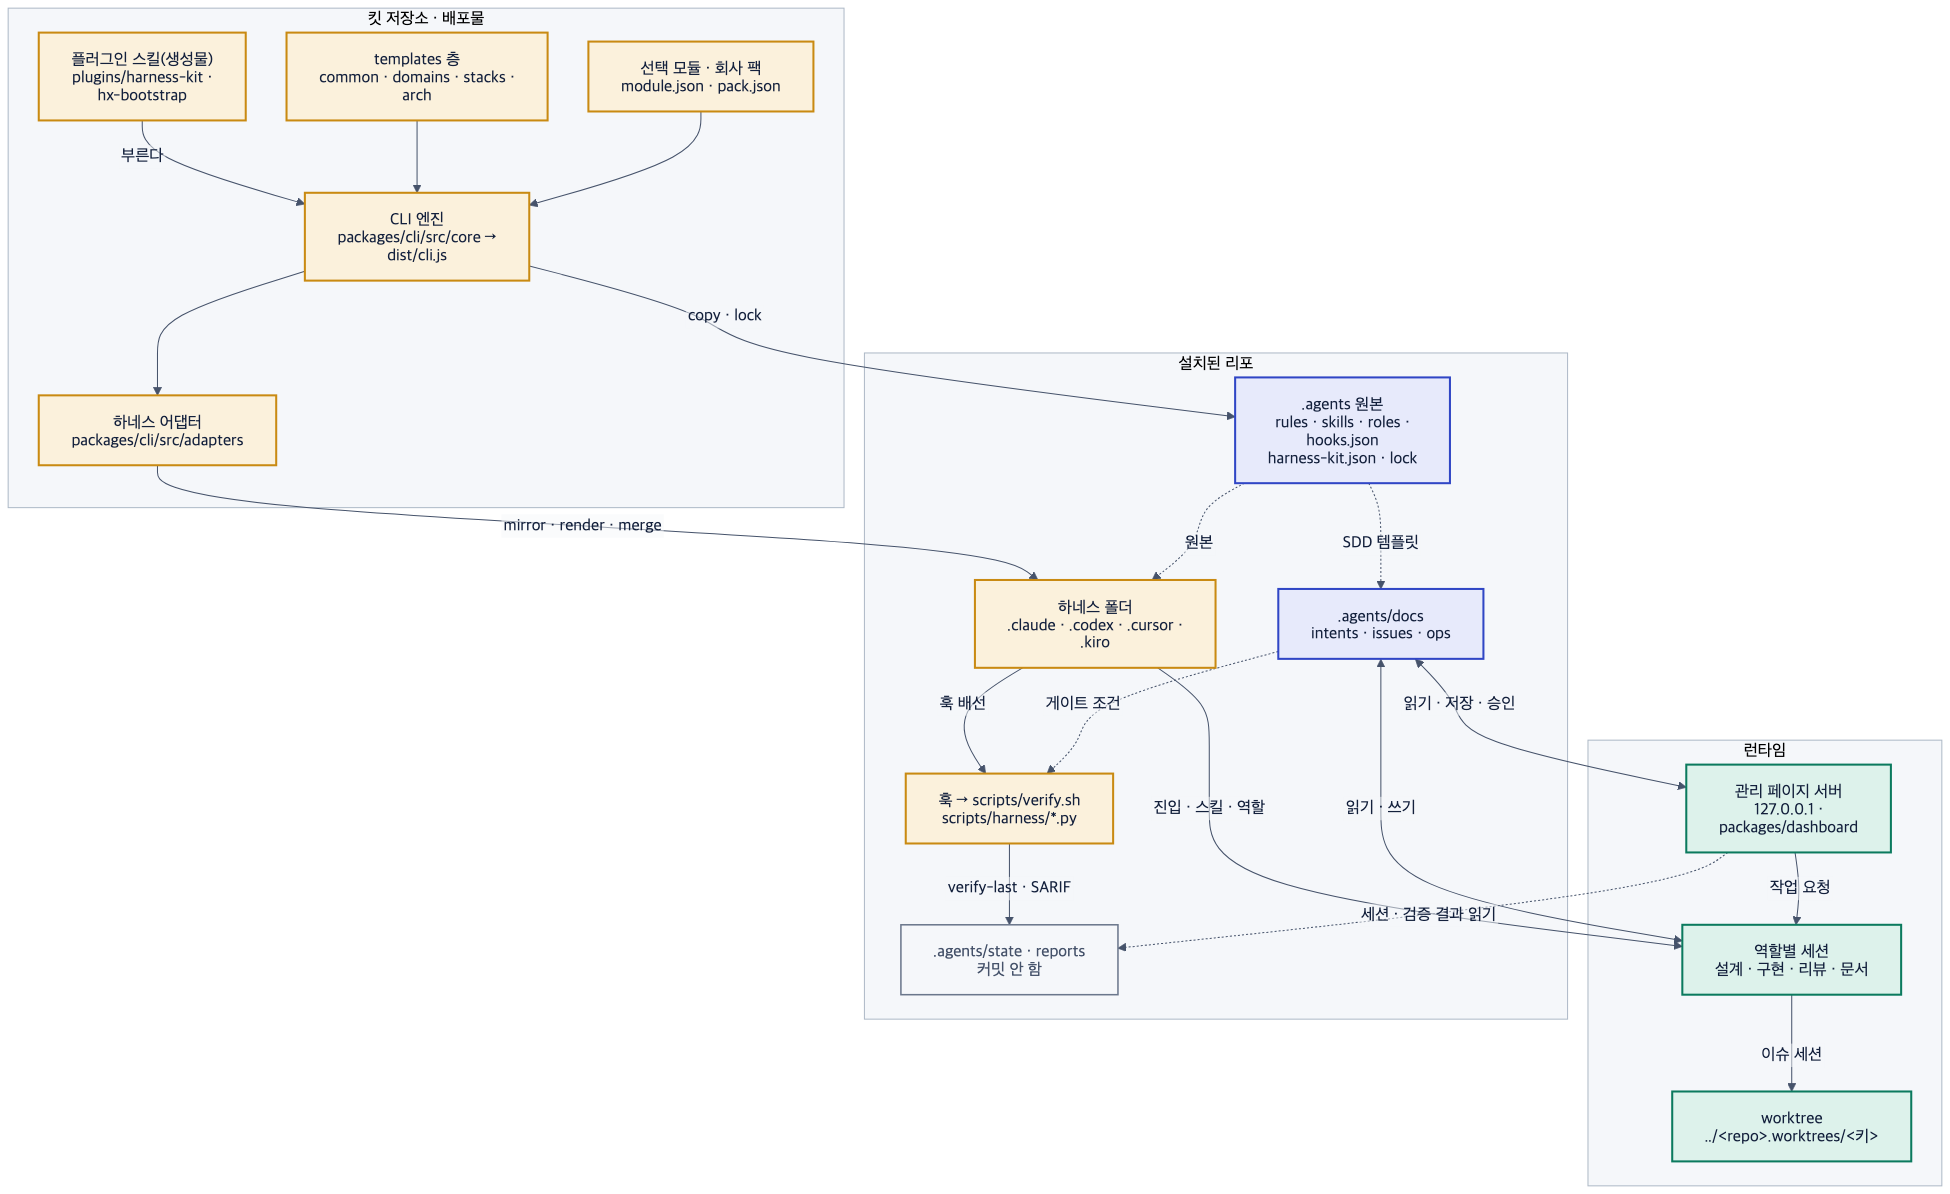 킷 저장소 · 배포물
플러그인 스킬(생성물)
plugins/harness-kit ·
hx-bootstrap
templates 층
common · domains · stacks ·
arch
선택 모듈 · 회사 팩
module.json · pack.json
부른다
CLI 엔진
packages/cli/src/core →
dist/cli.js
copy · lock
하네스 어댑터
packages/cli/src/adapters
mirror · render · merge
설치된 리포
.agents 원본
rules · skills · roles ·
hooks.json
harness-kit.json · lock
원본
SDD 템플릿
하네스 폴더
.claude · .codex · .cursor ·
.kiro
.agents/docs
intents · issues · ops
훅 배선
게이트 조건
읽기 · 저장 · 승인
훅 → scripts/verify.sh
scripts/harness/*.py
진입 · 스킬 · 역할
읽기 · 쓰기
verify-last · SARIF
세션 · 검증 결과 읽기
.agents/state · reports
커밋 안 함
런타임
관리 페이지 서버
127.0.0.1 ·
packages/dashboard
작업 요청
역할별 세션
설계 · 구현 · 리뷰 · 문서
이슈 세션
worktree
../<repo>.worktrees/<키>